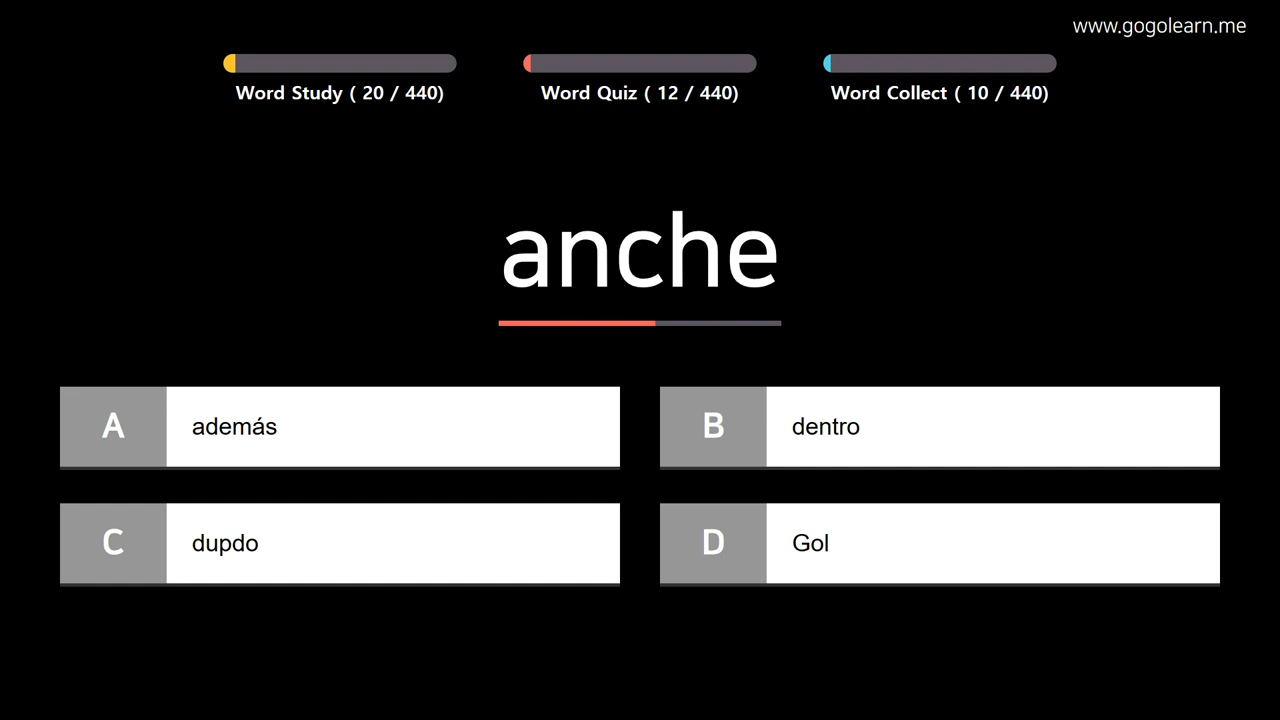 www.gogolearn.me
Word Study ( 20 / 440)
Word Quiz ( 12 / 440)
Word Collect ( 10 / 440)
anche
A
además
B
dentro
C
dupdo
D
Gol